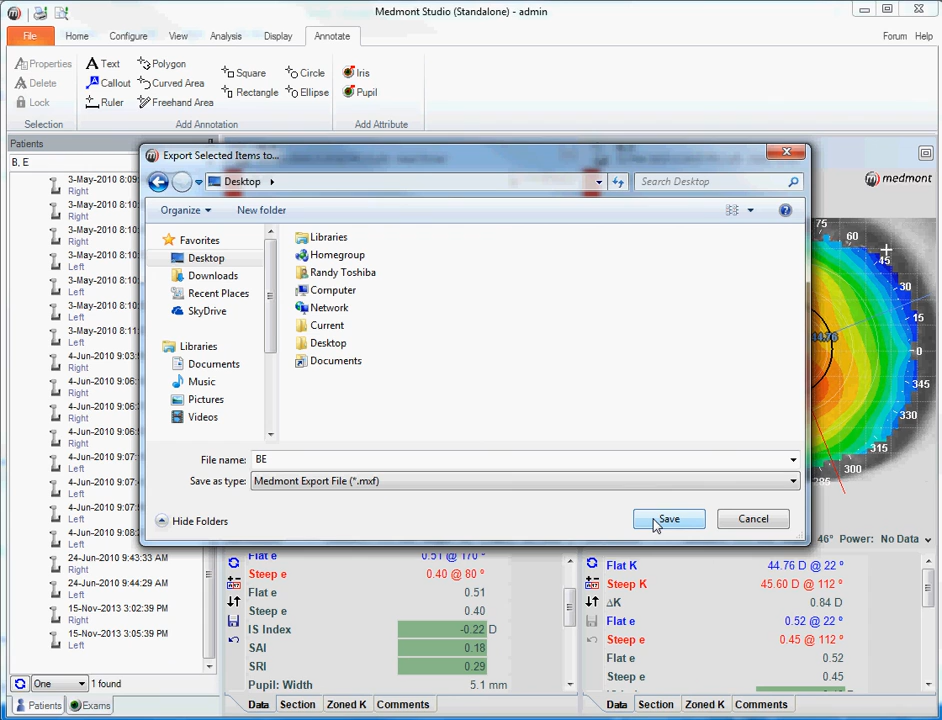 Medmont Studio (Standalone) - admin
File Home Configure View Analysis Display Annotate Forum Help
Properties Text Polygon Square Circle Iris
Delete Callout Curved Area Rectangle Ellipse Pupil
Lock Ruler Freehand Area
Selection Add Annotation Add Attribute
Patients
B, E
3-May-2010 8:09:
Right
3-May-2010 8:10:
Right
3-May-2010 8:10:
Right
3-May-2010 8:10:
Left
3-May-2010 8:10:
Left
3-May-2010 8:10:
Left
3-May-2010 8:11:
Left
4-Jun-2010 9:03:
Right
4-Jun-2010 9:06:
Right
4-Jun-2010 9:06:
Right
4-Jun-2010 9:06:
Right
4-Jun-2010 9:07:
Left
4-Jun-2010 9:07:
Left
4-Jun-2010 9:07:
Left
4-Jun-2010 9:08:
Left
24-Jun-2010 9:43:33 AM
Right
24-Jun-2010 9:44:29 AM
Left
15-Nov-2013 3:02:39 PM
Right
15-Nov-2013 3:05:39 PM
Left
One 1 found
Patients Exams
Export Selected Items to...
Desktop Search Desktop
Organize New folder
Favorites
Desktop
Downloads
Recent Places
SkyDrive
Libraries
Documents
Music
Pictures
Videos
Libraries
Homegroup
Randy Toshiba
Computer
Network
Current
Desktop
Documents
File name: BE
Save as type: Medmont Export File (*.mxf)
Hide Folders Save Cancel
medmont
75
60
45
30
15
0
345
330
315
300
285
44.76
46° Power: No Data
Flat e 0.51 @ 170 º
Steep e 0.40 @ 80 º
Flat e 0.51
Steep e 0.40
IS Index -0.22 D
SAI 0.18
SRI 0.29
Pupil: Width 5.1 mm
Data Section Zoned K Comments
Flat K 44.76 D @ 22 º
Steep K 45.60 D @ 112 º
ΔK 0.84 D
Flat e 0.52 @ 22 º
Steep e 0.45 @ 112 º
Flat e 0.52
Steep e 0.45
Data Section Zoned K Comments